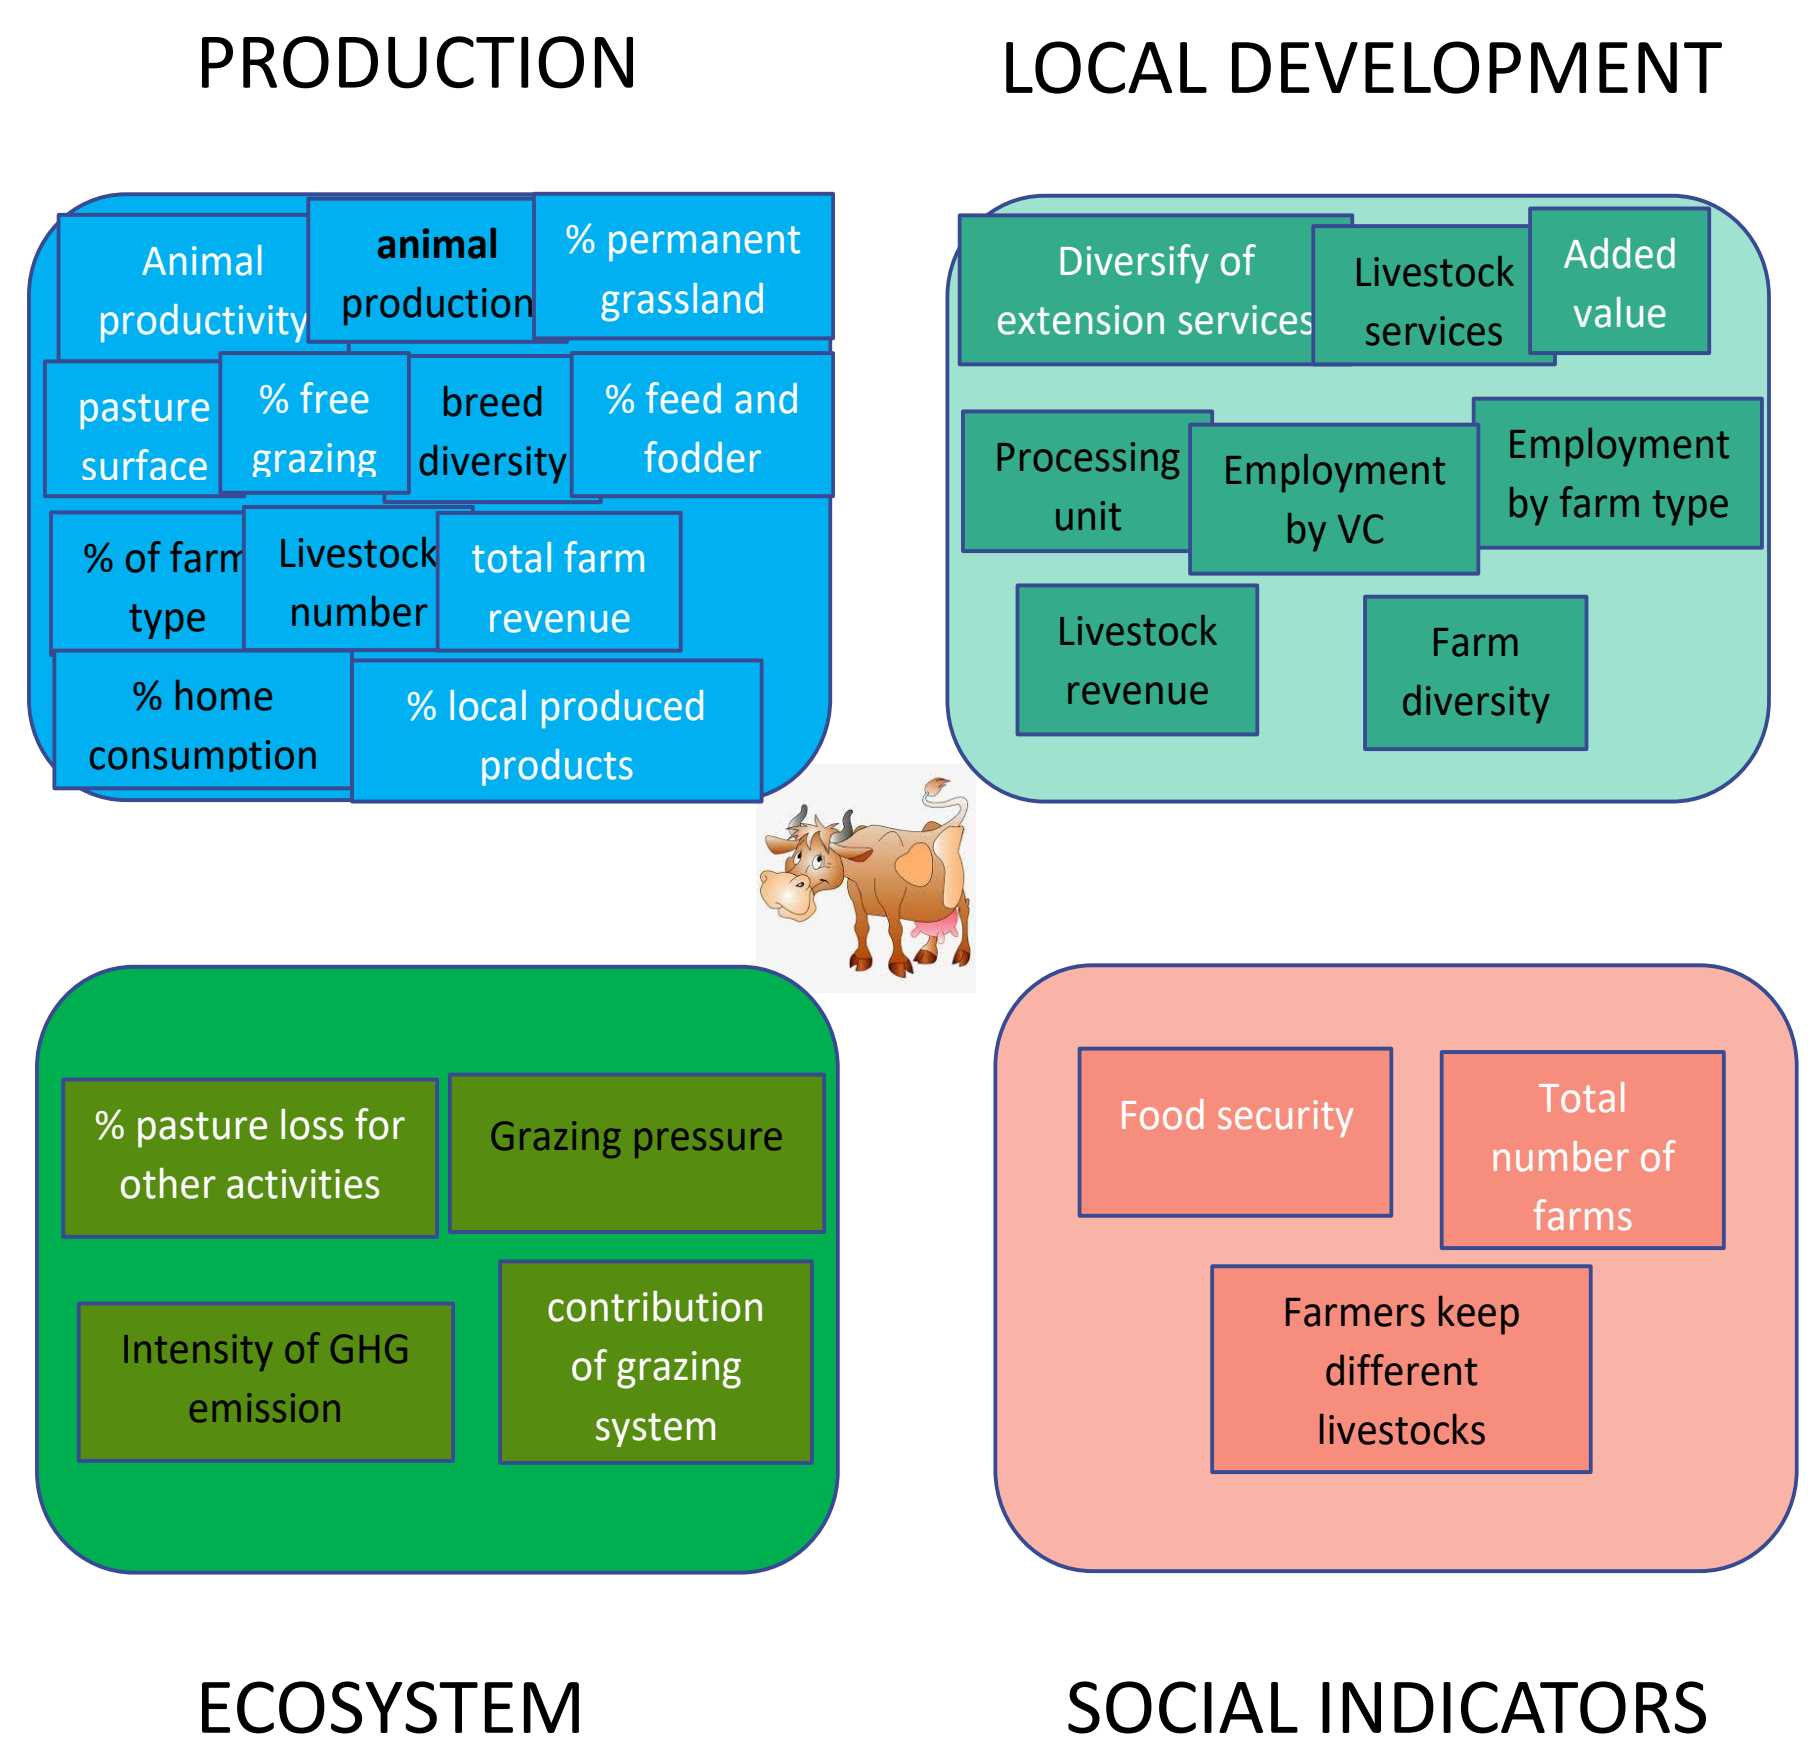 PRODUCTION
LOCAL DEVELOPMENT
Animal
productivity
animal
production
% permanent
grassland
pasture
surface
% free
grazing
breed
diversity
% feed and
fodder
% of farm
type
Livestock
number
total farm
revenue
% home
consumption
% local produced
products
Diversify of
extension services
Livestock
services
Added
value
Processing
unit
Employment
by VC
Employment
by farm type
Livestock
revenue
Farm
diversity
% pasture loss for
other activities
Grazing pressure
Intensity of GHG
emission
contribution
of grazing
system
Food security
Total
number of
farms
Farmers keep
different
livestocks
ECOSYSTEM
SOCIAL INDICATORS